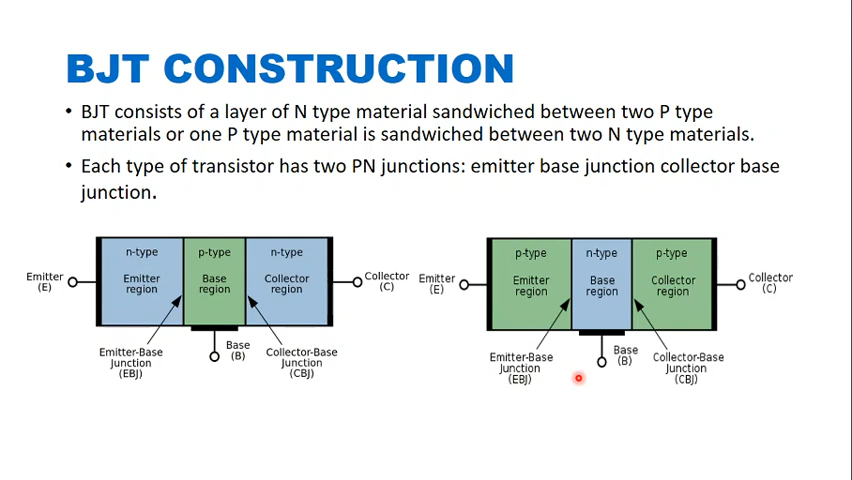 BJT CONSTRUCTION
• BJT consists of a layer of N type material sandwiched between two P type
materials or one P type material is sandwiched between two N type materials.
• Each type of transistor has two PN junctions: emitter base junction collector base
junction.
n-type
p-type
n-type
Emitter
(E)
Emitter
region
Base
region
Collector
region
Collector
(C)
Base
(B)
Emitter-Base
Junction
(EBJ)
Collector-Base
Junction
(CBJ)
p-type
n-type
p-type
Emitter
(E)
Emitter
region
Base
region
Collector
region
Collector
(C)
Base
(B)
Emitter-Base
Junction
(EBJ)
Collector-Base
Junction
(CBJ)